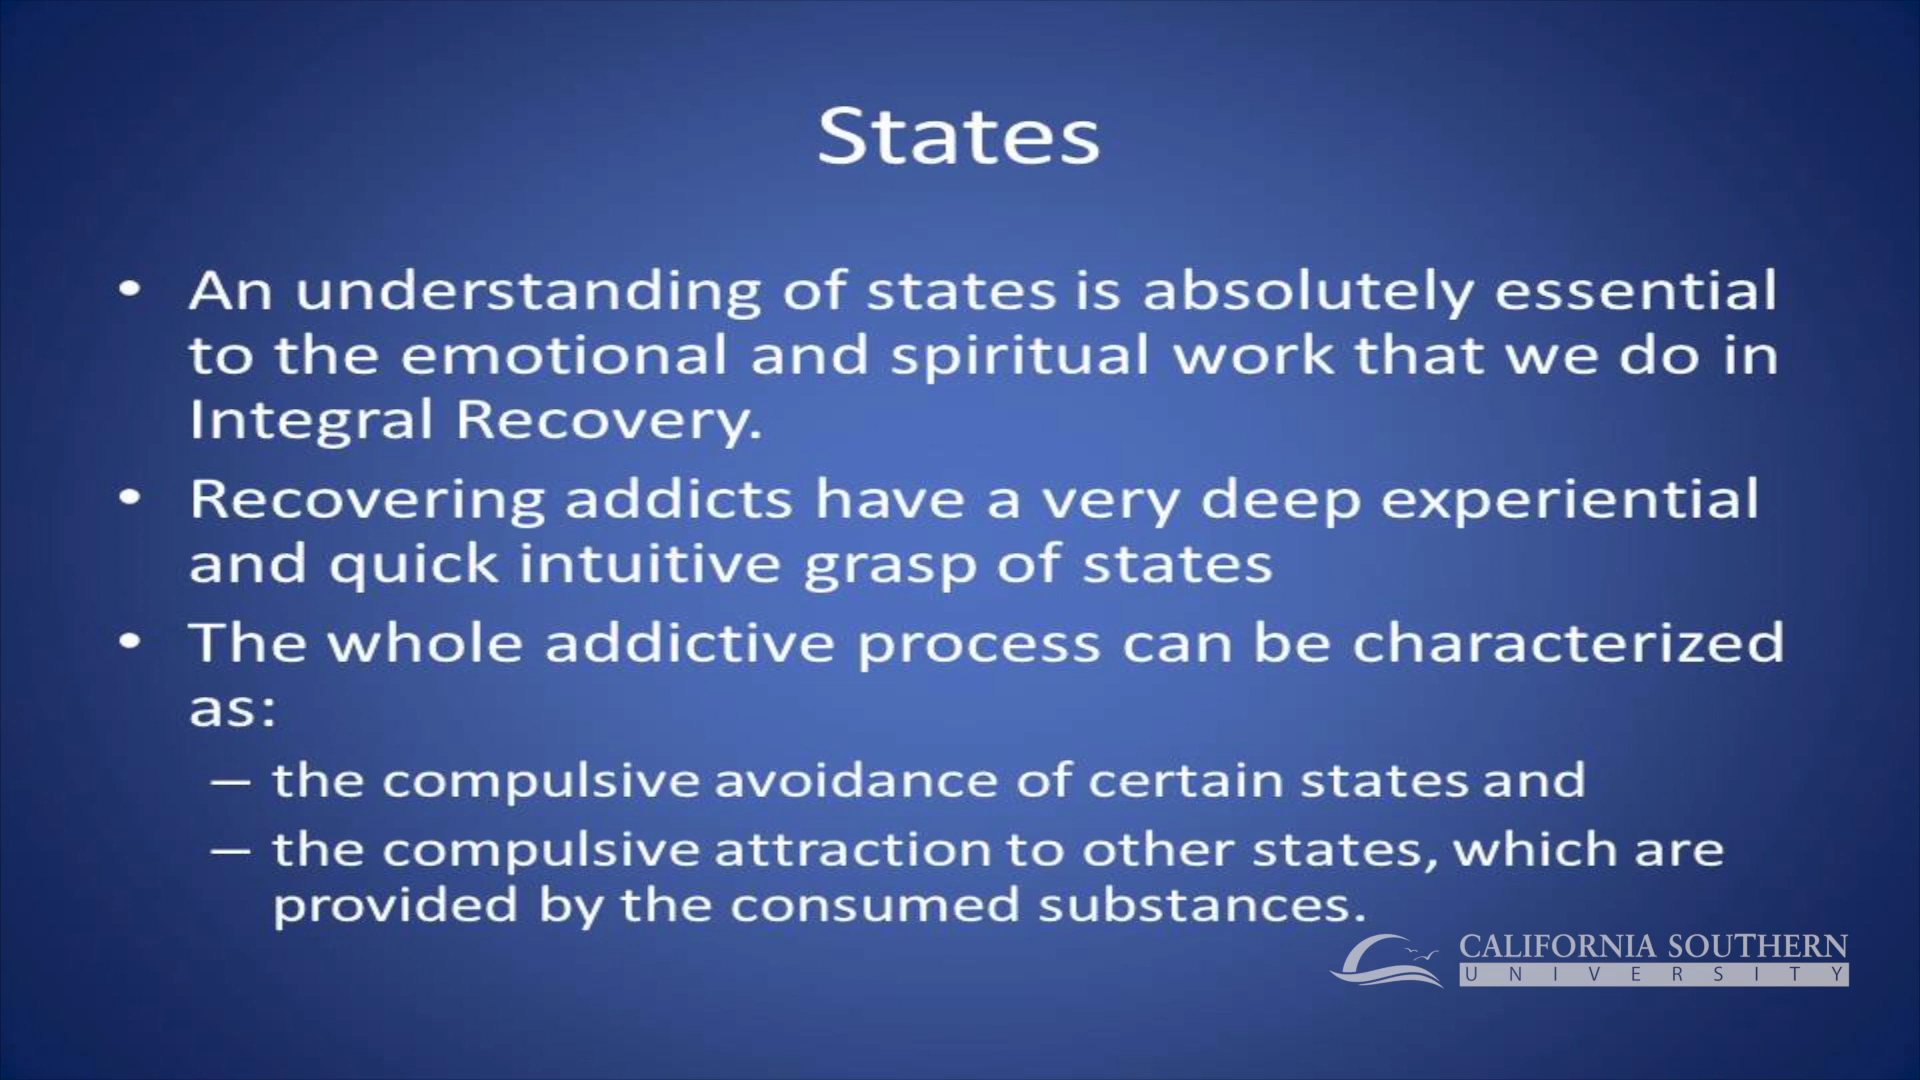 States
• An understanding of states is absolutely essential
to the emotional and spiritual work that we do in
Integral Recovery.
• Recovering addicts have a very deep experiential
and quick intuitive grasp of states
• The whole addictive process can be characterized
as:
– the compulsive avoidance of certain states and
– the compulsive attraction to other states, which are
provided by the consumed substances.
CALIFORNIA SOUTHERN
UNIVERSITY